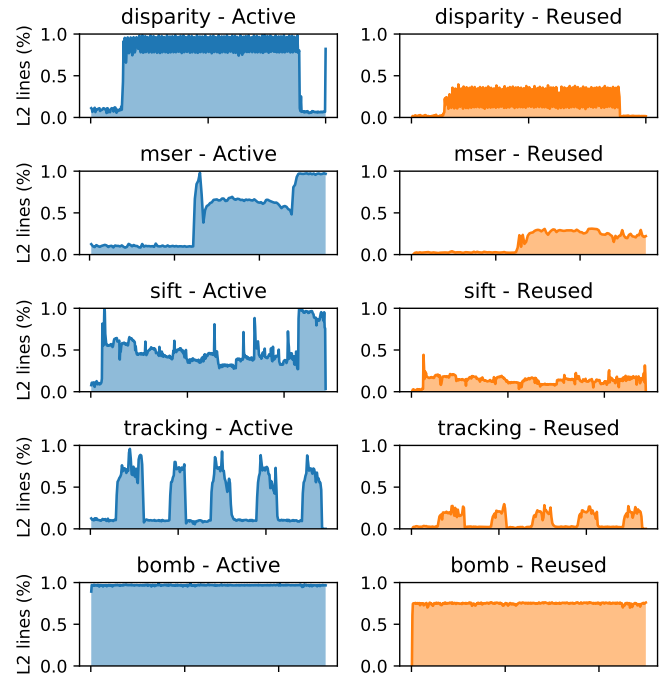 disparity - Active
disparity - Reused
L2 lines (%)
1.0
0.5
0.0
1.0
0.5
0.0
mser - Active
mser - Reused
L2 lines (%)
1.0
0.5
0.0
1.0
0.5
0.0
sift - Active
sift - Reused
L2 lines (%)
1.0
0.5
0.0
1.0
0.5
0.0
tracking - Active
tracking - Reused
L2 lines (%)
1.0
0.5
0.0
1.0
0.5
0.0
bomb - Active
bomb - Reused
L2 lines (%)
1.0
0.5
0.0
1.0
0.5
0.0